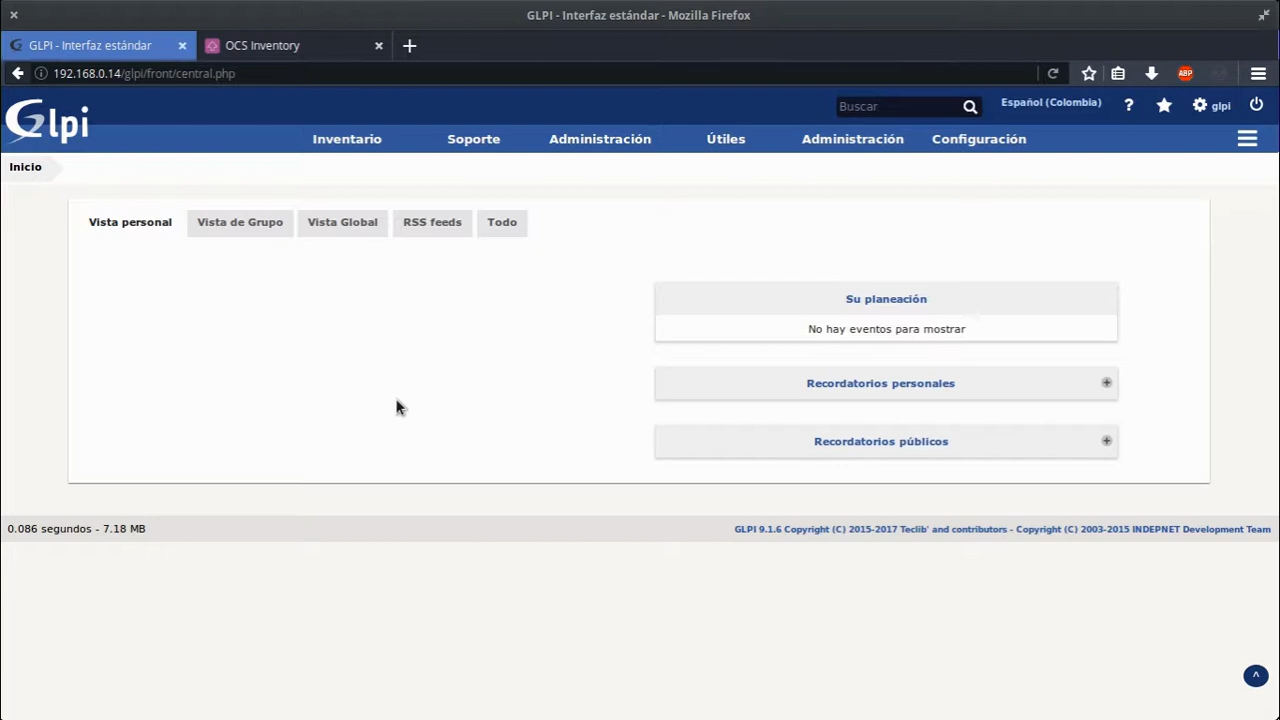 GLPI - Interfaz estándar - Mozilla Firefox
GLPI - Interfaz estándar
OCS Inventory
192.168.0.14/glpi/front/central.php
ABP
Glpi
Buscar
Español (Colombia)
?
glpi
Inventario
Soporte
Administración
Útiles
Administración
Configuración
Inicio
Vista personal
Vista de Grupo
Vista Global
RSS feeds
Todo
Su planeación
No hay eventos para mostrar
Recordatorios personales
Recordatorios públicos
0.086 segundos - 7.18 MB
GLPI 9.1.6 Copyright (C) 2015-2017 Teclib' and contributors - Copyright (C) 2003-2015 INDEPNET Development Team